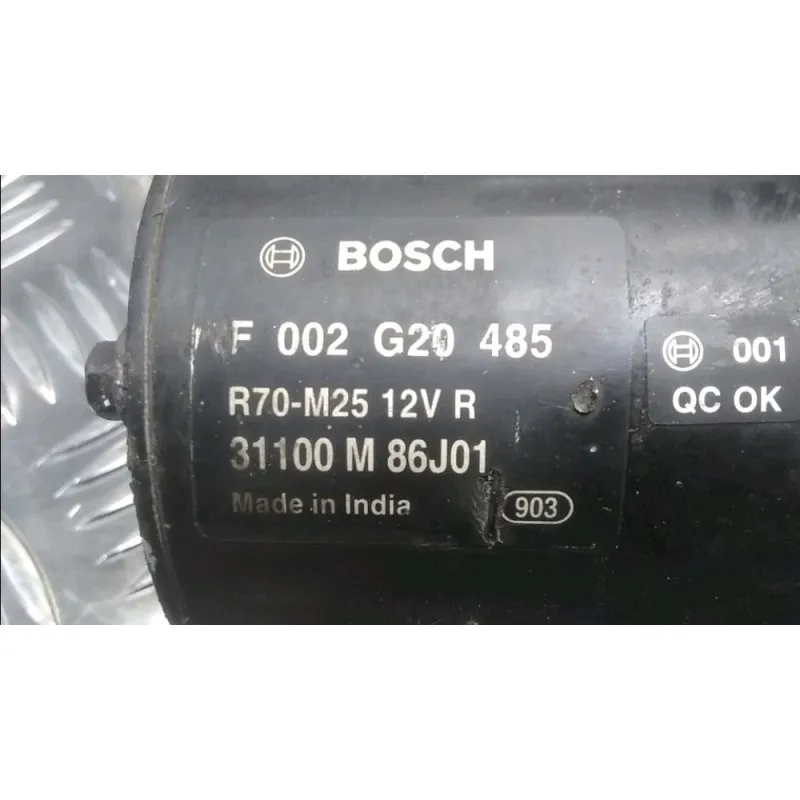 BOSCH
F 002 G20 485
R70-M25 12V R
31100 M 86J01
Made in India 903
001
QC OK